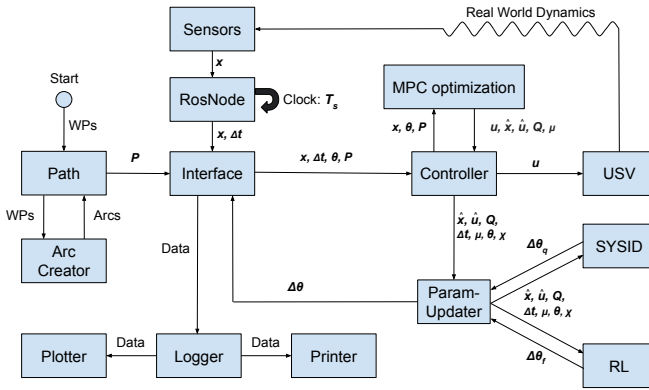 Real World Dynamics
Sensors
Start
x
MPC optimization
RosNode
Clock: T_s
WPs
x, Δt
x, θ, P
u, x̂, û, Q, μ
P
x, Δt, θ, P
u
Path
Interface
Controller
USV
WPs
Arcs
x̂, û, Q,
Δt, μ, θ, χ
Data
Δθ_q
SYSID
Arc
Creator
Δθ
Param-
Updater
x̂, û, Q,
Δt, μ, θ, χ
Data
Data
Δθ_r
Plotter
Logger
Printer
RL